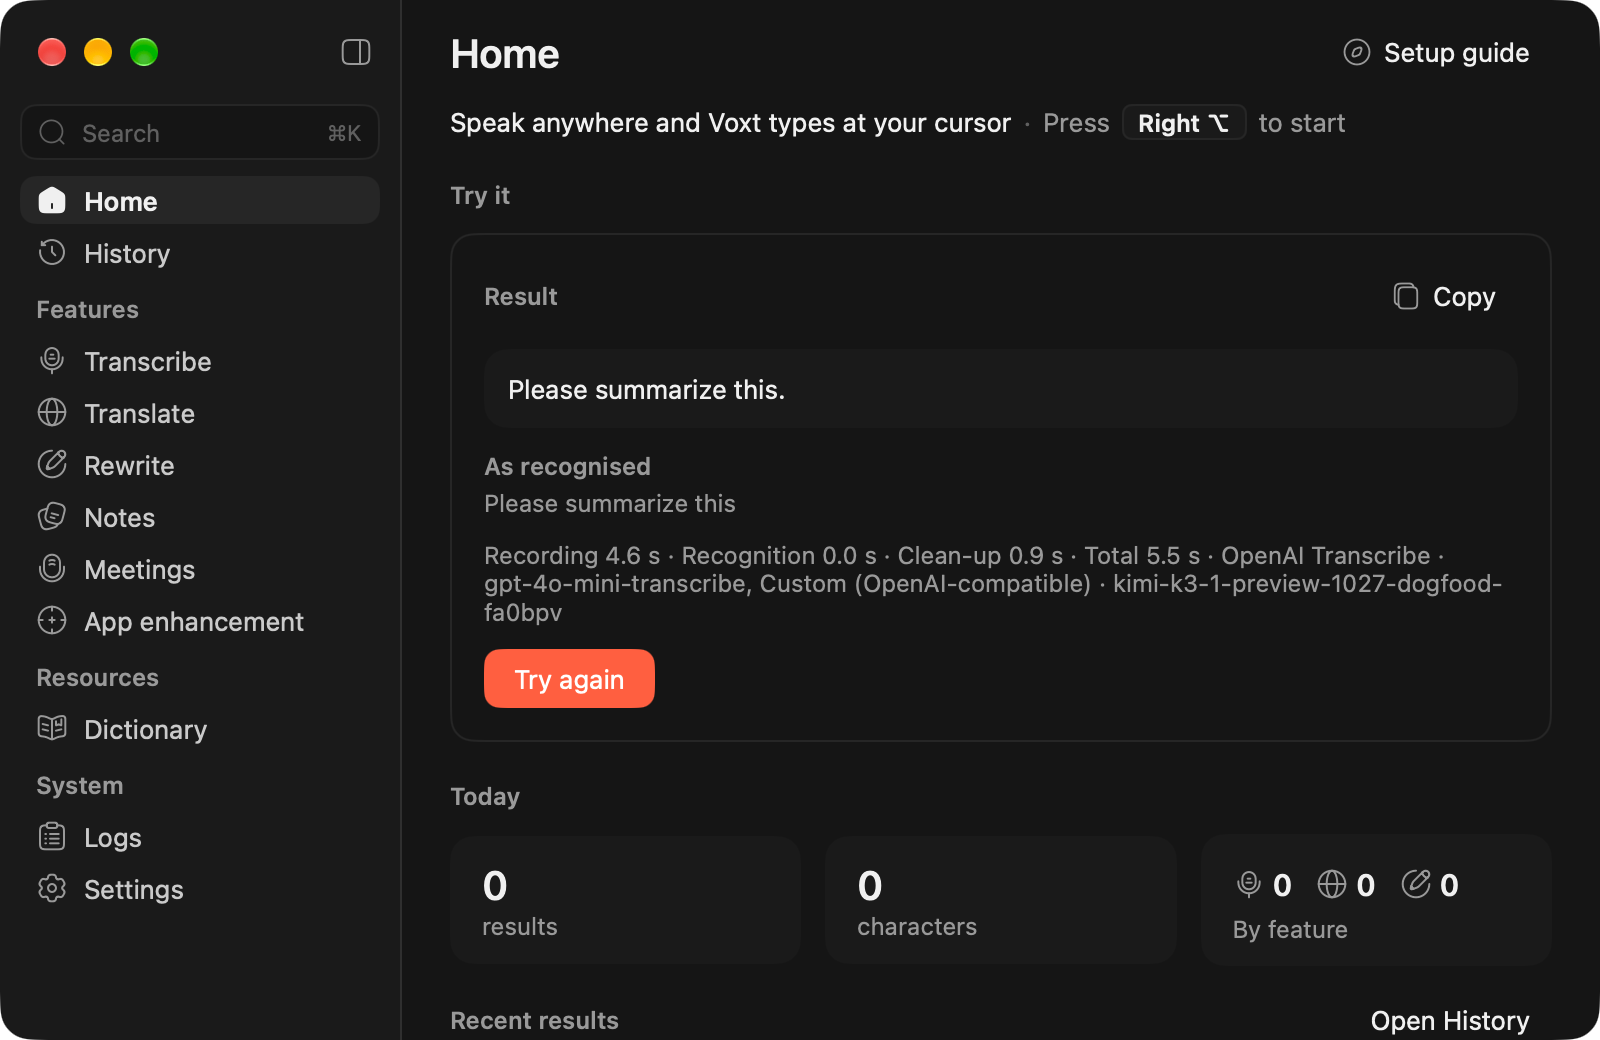 Search ⌘K
Home
History
Features
Transcribe
Translate
Rewrite
Notes
Meetings
App enhancement
Resources
Dictionary
System
Logs
Settings
Home
Setup guide
Speak anywhere and Voxt types at your cursor · Press Right ⌥ to start
Try it
Result
Copy
Please summarize this.
As recognised
Please summarize this
Recording 4.6 s · Recognition 0.0 s · Clean-up 0.9 s · Total 5.5 s · OpenAI Transcribe ·
gpt-4o-mini-transcribe, Custom (OpenAI-compatible) · kimi-k3-1-preview-1027-dogfood-
fa0bpv
Try again
Today
0
results
0
characters
0 0 0
By feature
Recent results
Open History